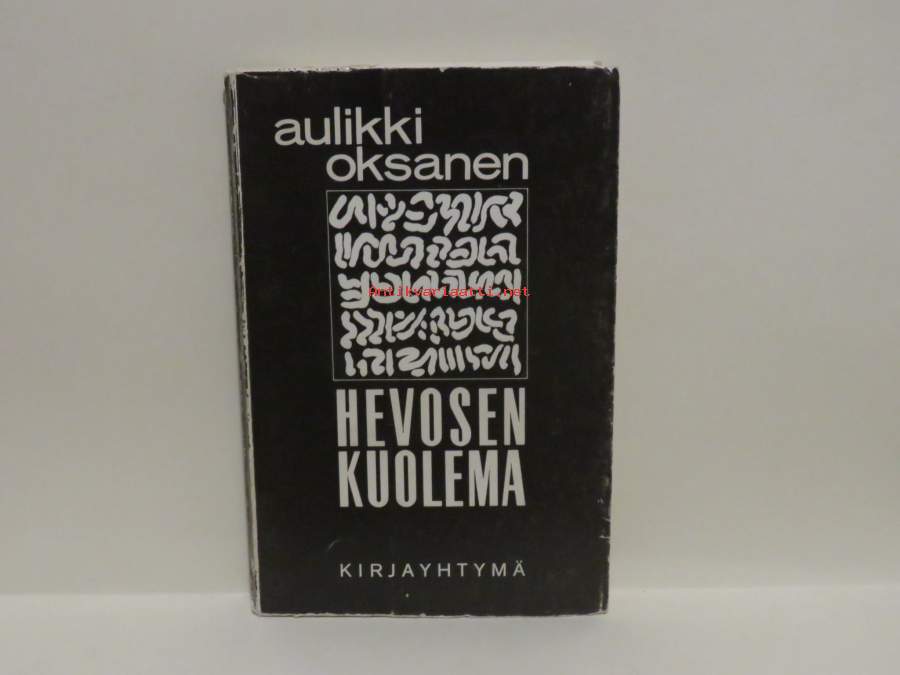 aulikki
oksanen
Antikvariaatti.net
HEVOSEN
KUOLEMA
KIRJAYHTYMÄ